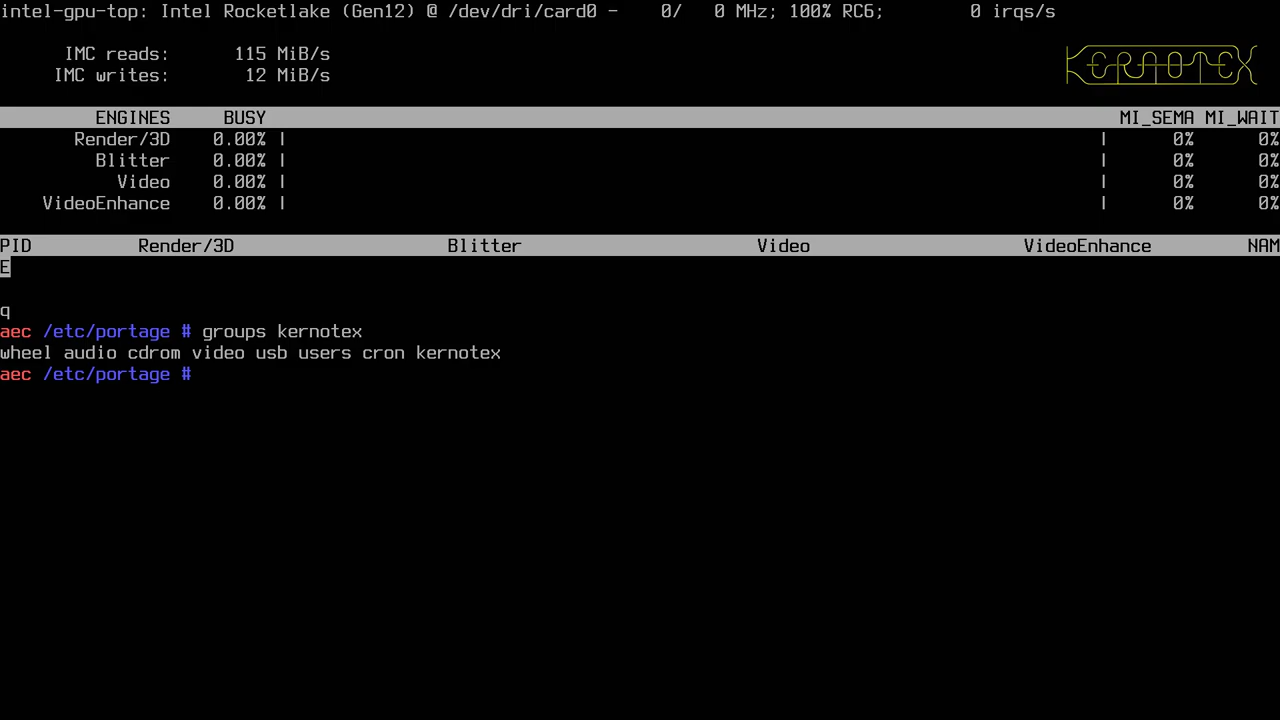 intel-gpu-top: Intel Rocketlake (Gen12) @ /dev/dri/card0 -    0/   0 MHz; 100% RC6;        0 irqs/s
IMC reads:      115 MiB/s
IMC writes:       12 MiB/s
KERNOTEX
ENGINES     BUSY     MI_SEMA MI_WAIT
Render/3D    0.00% |     |      0%      0%
Blitter    0.00% |     |      0%      0%
Video    0.00% |     |      0%      0%
VideoEnhance    0.00% |     |      0%      0%
PID          Render/3D                    Blitter                      Video                    VideoEnhance         NAM
E
q
aec /etc/portage # groups kernotex
wheel audio cdrom video usb users cron kernotex
aec /etc/portage #